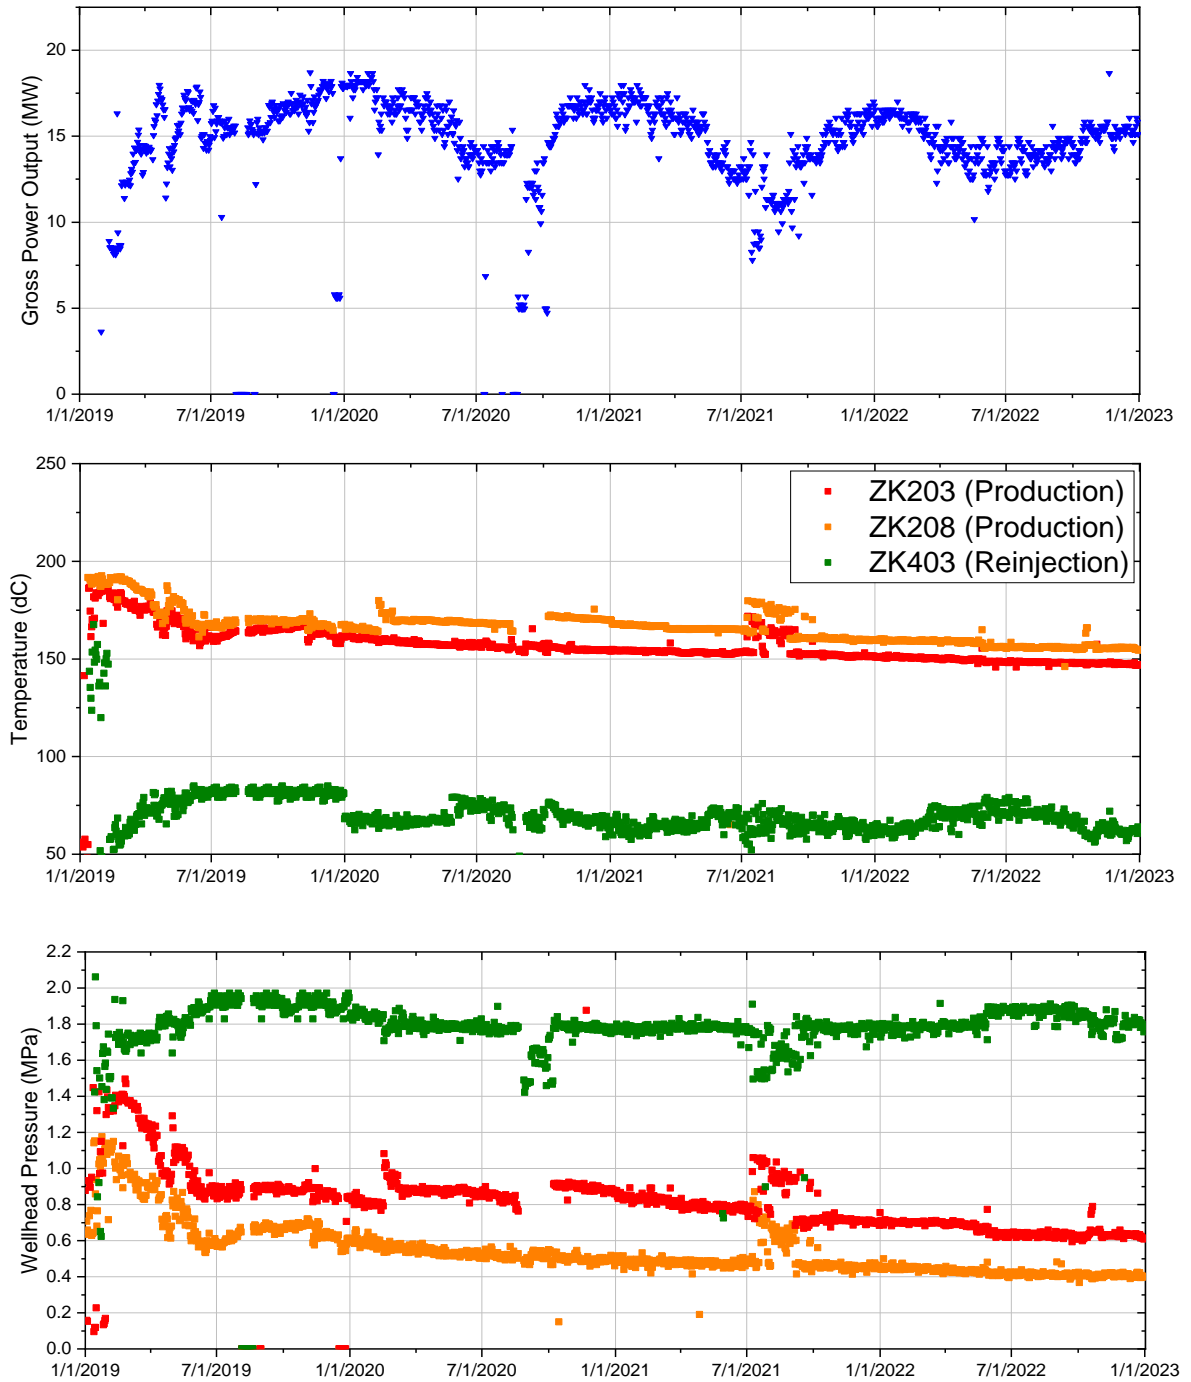 Gross Power Output (MW)
20
15
10
5
0
1/1/2019 7/1/2019 1/1/2020 7/1/2020 1/1/2021 7/1/2021 1/1/2022 7/1/2022 1/1/2023
Temperature (dC)
250
200
150
100
50
ZK203 (Production)
ZK208 (Production)
ZK403 (Reinjection)
1/1/2019 7/1/2019 1/1/2020 7/1/2020 1/1/2021 7/1/2021 1/1/2022 7/1/2022 1/1/2023
Wellhead Pressure (MPa)
2.2
2.0
1.8
1.6
1.4
1.2
1.0
0.8
0.6
0.4
0.2
0.0
1/1/2019 7/1/2019 1/1/2020 7/1/2020 1/1/2021 7/1/2021 1/1/2022 7/1/2022 1/1/2023